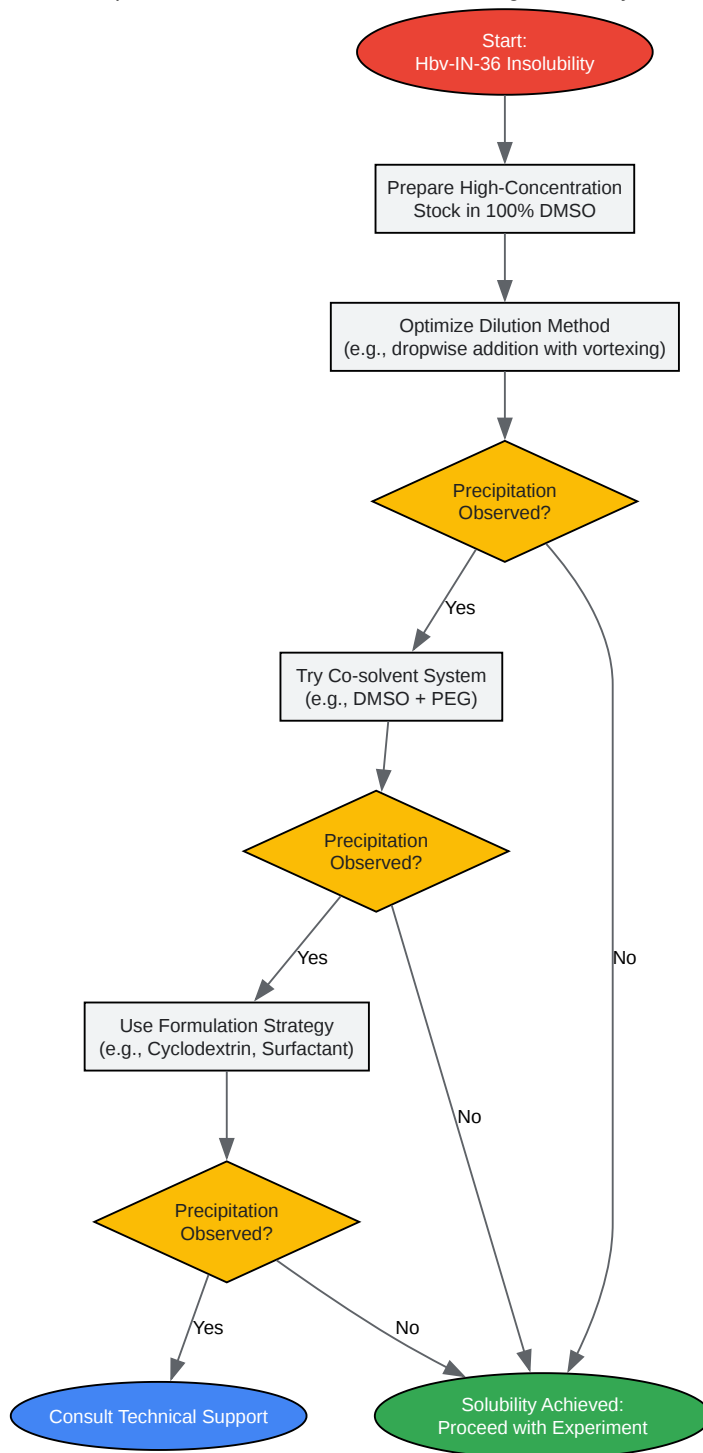 Start:
Hbv-IN-36 Insolubility
Prepare High-Concentration
Stock in 100% DMSO
Optimize Dilution Method
(e.g., dropwise addition with vortexing)
Precipitation
Observed?
Yes
Try Co-solvent System
(e.g., DMSO + PEG)
Precipitation
Observed?
Yes
No
Use Formulation Strategy
(e.g., Cyclodextrin, Surfactant)
No
Precipitation
Observed?
Yes
No
Consult Technical Support
Solubility Achieved:
Proceed with Experiment